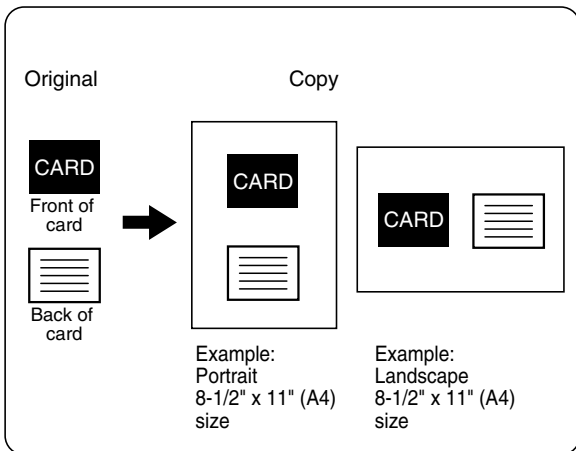 Original
Copy
CARD
Front of
card
Back of
card
CARD
CARD
Example:
Portrait
8-1/2" x 11" (A4)
size
Example:
Landscape
8-1/2" x 11" (A4)
size